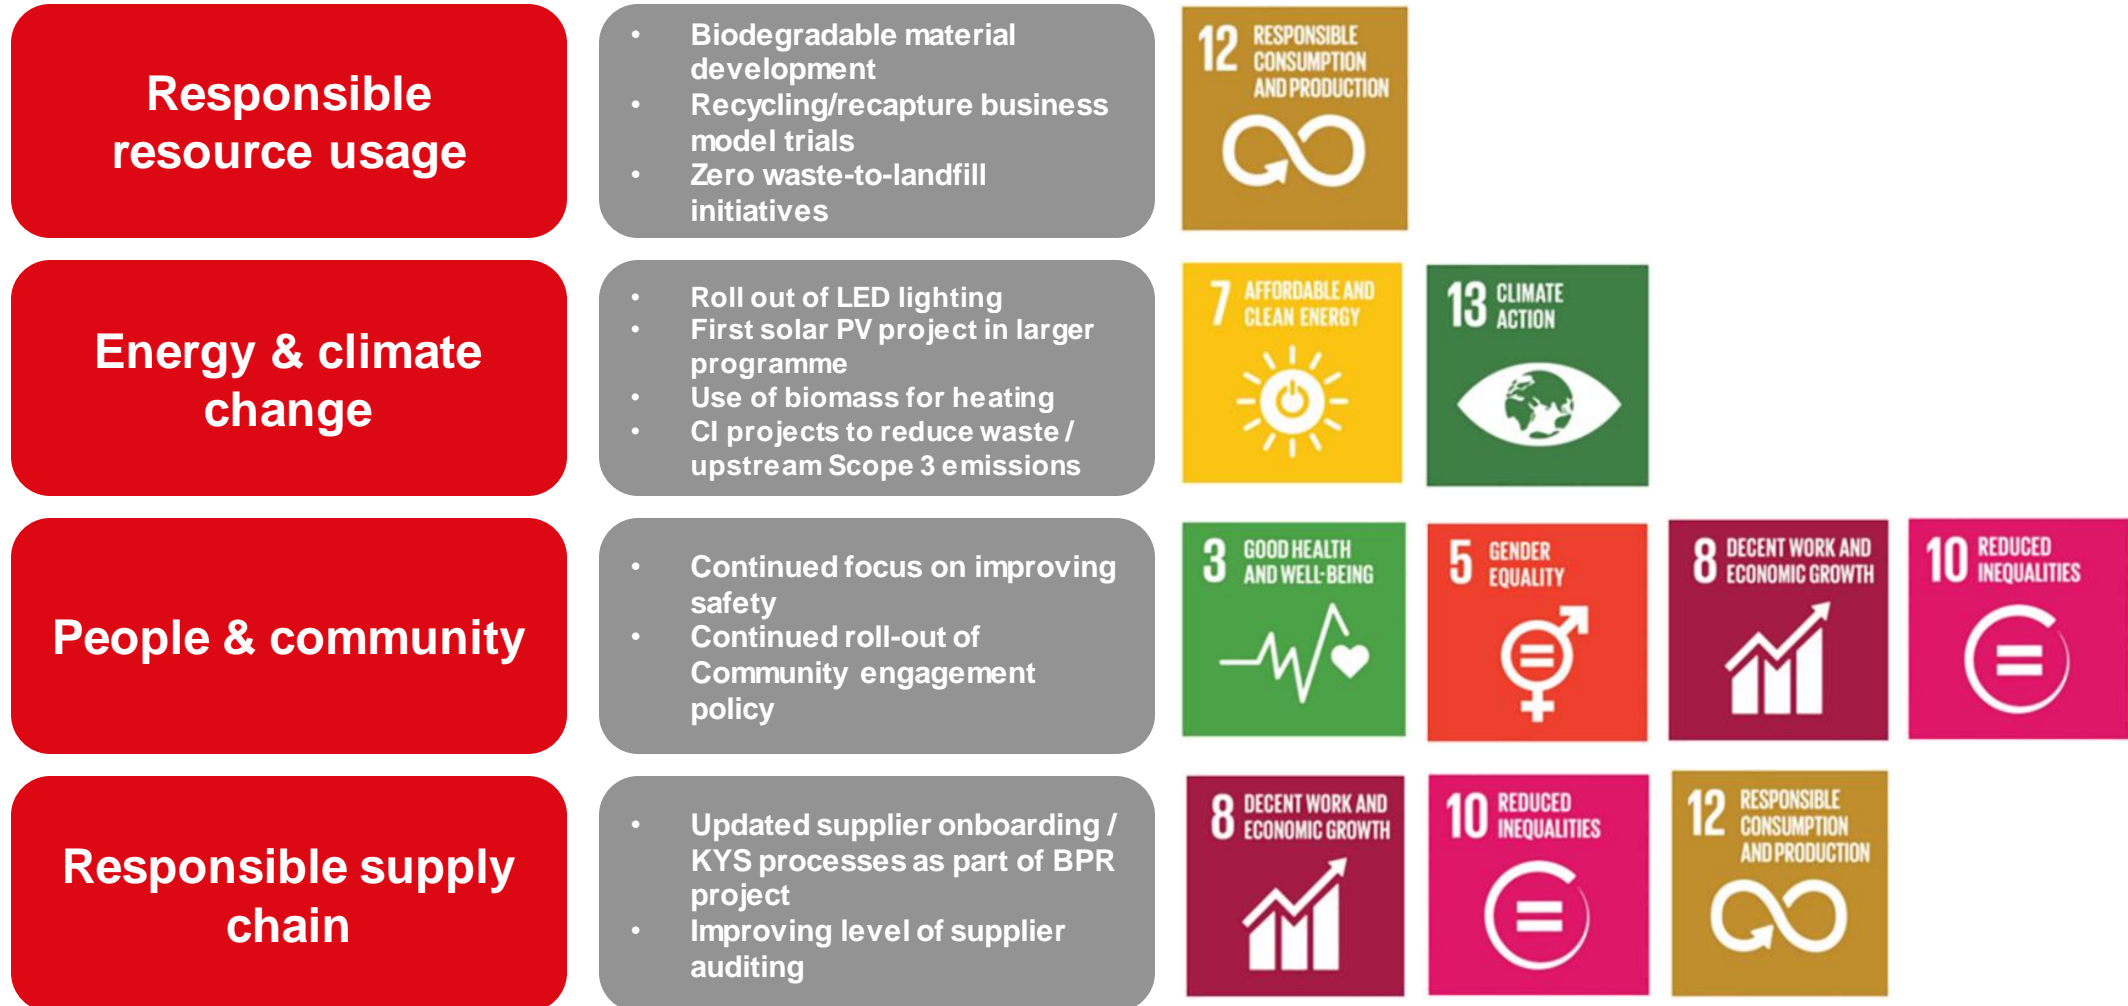 Responsible
resource usage
• Biodegradable material
development
• Recycling/recapture business
model trials
• Zero waste-to-landfill
initiatives
12 RESPONSIBLE
CONSUMPTION
AND PRODUCTION
Energy & climate
change
• Roll out of LED lighting
• First solar PV project in larger
programme
• Use of biomass for heating
• CI projects to reduce waste /
upstream Scope 3 emissions
7 AFFORDABLE AND
CLEAN ENERGY
13 CLIMATE
ACTION
People & community
• Continued focus on improving
safety
• Continued roll-out of
Community engagement
policy
3 GOOD HEALTH
AND WELL-BEING
5 GENDER
EQUALITY
8 DECENT WORK AND
ECONOMIC GROWTH
10 REDUCED
INEQUALITIES
Responsible supply
chain
• Updated supplier onboarding /
KYS processes as part of BPR
project
• Improving level of supplier
auditing
8 DECENT WORK AND
ECONOMIC GROWTH
10 REDUCED
INEQUALITIES
12 RESPONSIBLE
CONSUMPTION
AND PRODUCTION